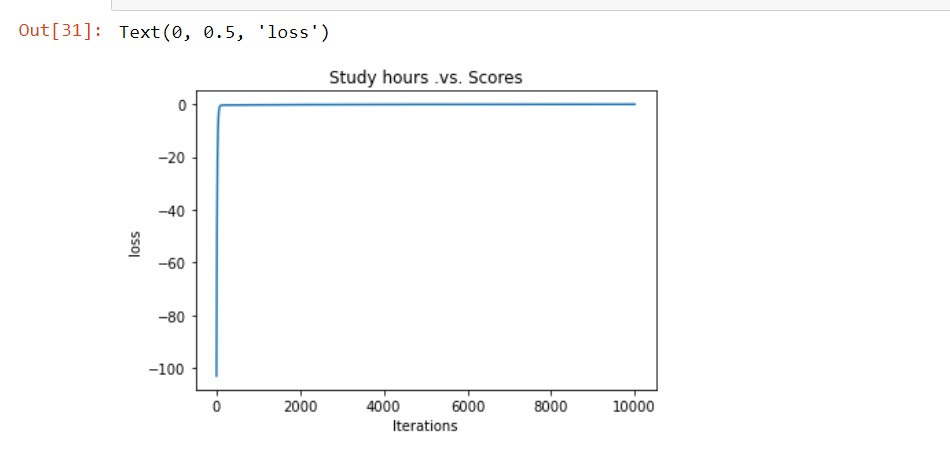 Out[31]: Text(0, 0.5, 'loss')
Study hours .vs. Scores
0
−20
−40
−60
−80
−100
loss
0 2000 4000 6000 8000 10000
Iterations